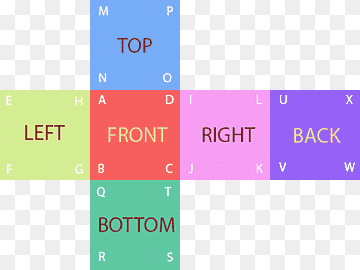 M P
TOP
N O
E H A D I L U X
LEFT FRONT RIGHT BACK
F G B C J K V W
Q T
BOTTOM
R S